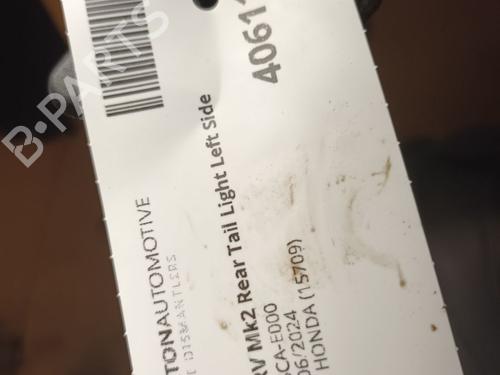 B-PARTS
4061
TONAUTOMOTIVE
DISMANTLERS
RV Mk2 Rear Tail Light Left Side
CA-E000
06/2024
HONDA (15709)